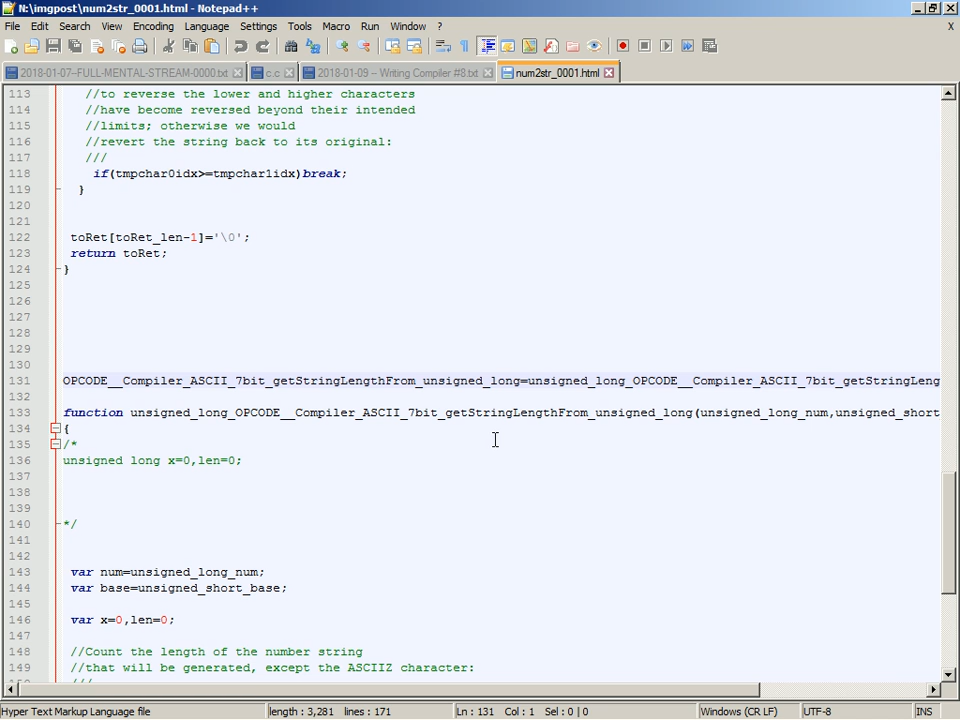 N:\imgpost\num2str_0001.html - Notepad++
File Edit Search View Encoding Language Settings Tools Macro Run Window ? X
2018-01-07--FULL-MENTAL-STREAM-0000.txt c.c 2018-01-09 -- Writing Compiler #8.txt num2str_0001.html
113 //to reverse the lower and higher characters
114 //have become reversed beyond their intended
115 //limits; otherwise we would
116 //revert the string back to its original:
117 ///
118 if(tmpchar0idx>=tmpchar1idx)break;
119 }
120
121
122 toRet[toRet_len-1]='\0';
123 return toRet;
124 }
125
126
127
128
129
130
131 OPCODE__Compiler_ASCII_7bit_getStringLengthFrom_unsigned_long=unsigned_long_OPCODE__Compiler_ASCII_7bit_getStringLeng
132
133 function unsigned_long_OPCODE__Compiler_ASCII_7bit_getStringLengthFrom_unsigned_long(unsigned_long_num,unsigned_short
134 {
135 /*
136 unsigned long x=0,len=0;
137
138
139
140 */
141
142
143 var num=unsigned_long_num;
144 var base=unsigned_short_base;
145
146 var x=0,len=0;
147
148 //Count the length of the number string
149 //that will be generated, except the ASCIIZ character:
150 ///
Hyper Text Markup Language file length : 3,281 lines : 171 Ln : 131 Col : 1 Sel : 0 | 0 Windows (CR LF) UTF-8 INS